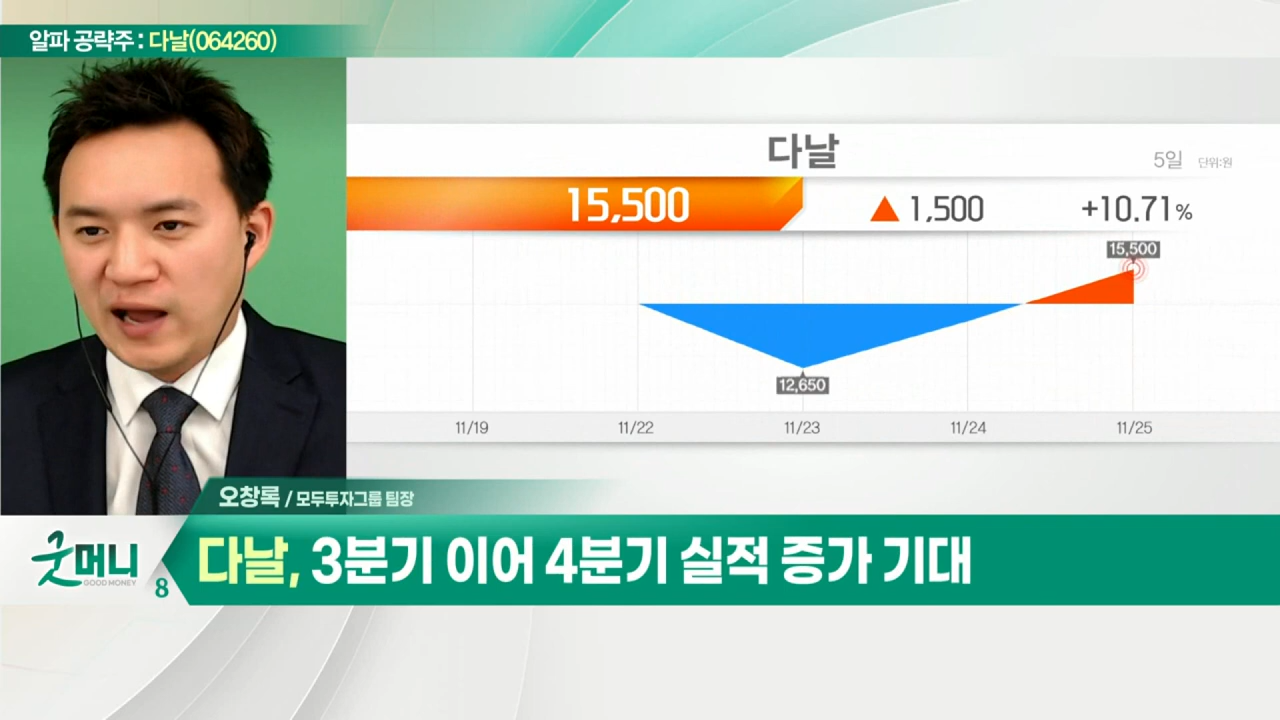 알파 공략주 : 다날(064260)
다날
5일 단위:원
15,500 ▲ 1,500 +10.71%
15,500
12,650
11/19 11/22 11/23 11/24 11/25
오창록 / 모두투자그룹 팀장
굿머니
GOOD MONEY
8
다날, 3분기 이어 4분기 실적 증가 기대